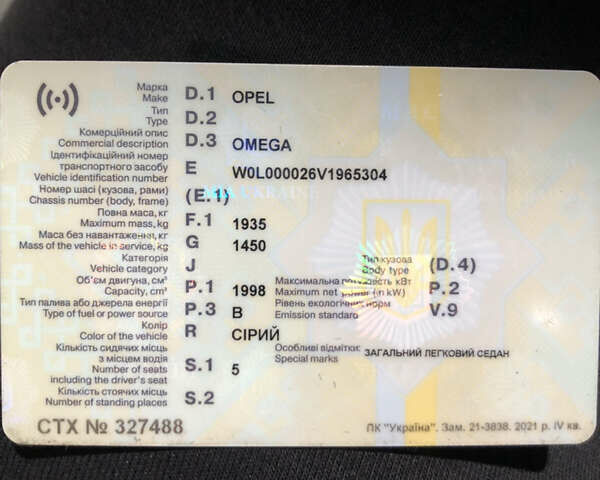 Марка
Make D.1 OPEL
Тип
Type D.2
Комерційний опис
Commercial description D.3 OMEGA
Ідентифікаційний номер
транспортного засобу E
Vehicle identification number W0L000026V1965304
Номер шасі (кузова, рами)
Chassis number (body, frame) (E.1)
UKRAINE
Повна маса, кг
Maximum mass, kg F.1 1935
Маса без навантаження, кг
Mass of the vehicle in service, kg G 1450
Категорія
Vehicle category J
Тип кузова
Body type (D.4)
Об'єм двигуна, см³
Capacity, cm³ P.1 1998
Максимальна потужність кВт
Maximum net power (in kW) P.2
Тип палива або джерела енергії
Type of fuel or power source P.3 B
Рівень екологічних норм
Emission standard V.9
Колір
Color of the vehicle R СІРИЙ
Кількість сидячих місць
з місцем водія
Number of seats
including the driver's seat S.1 5
Особливі відмітки
Special marks ЗАГАЛЬНИЙ ЛЕГКОВИЙ СЕДАН
Кількість стоячих місць
Number of standing places S.2
СТХ № 327488
ПК "Україна". Зам. 21-3838. 2021 р. IV кв.